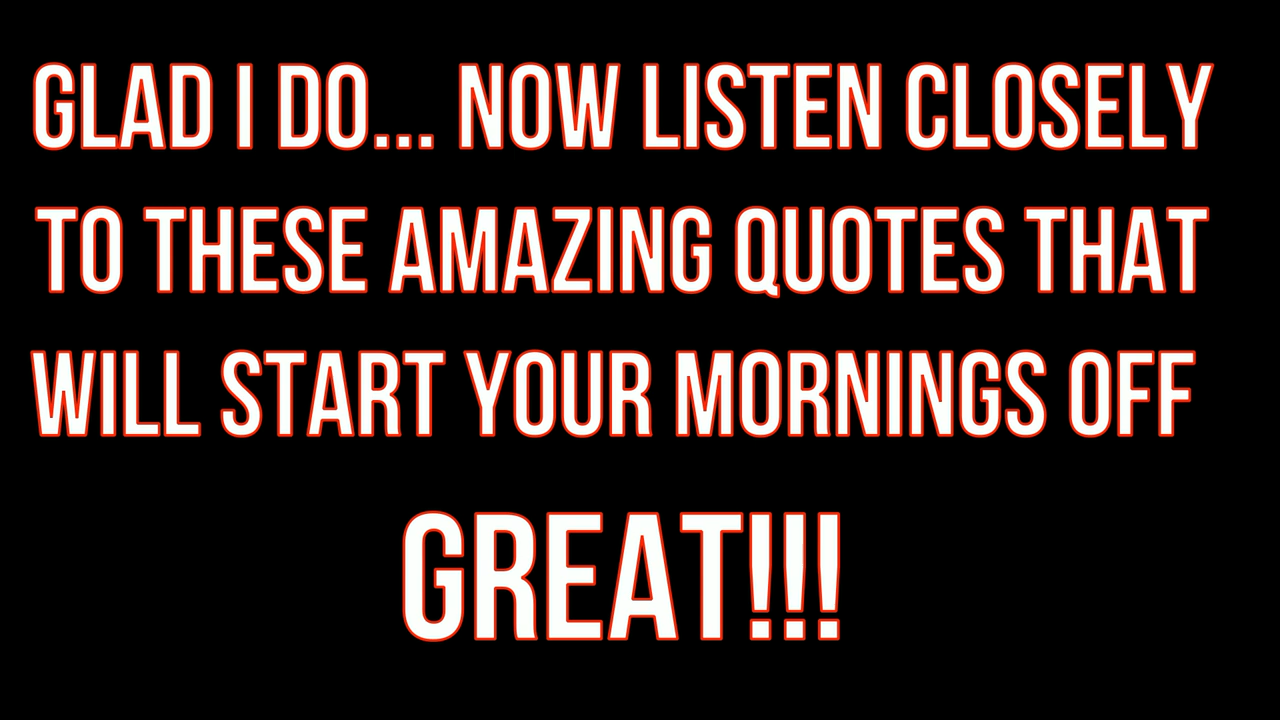 GLAD I DO... NOW LISTEN CLOSELY
TO THESE AMAZING QUOTES THAT
WILL START YOUR MORNINGS OFF
GREAT!!!